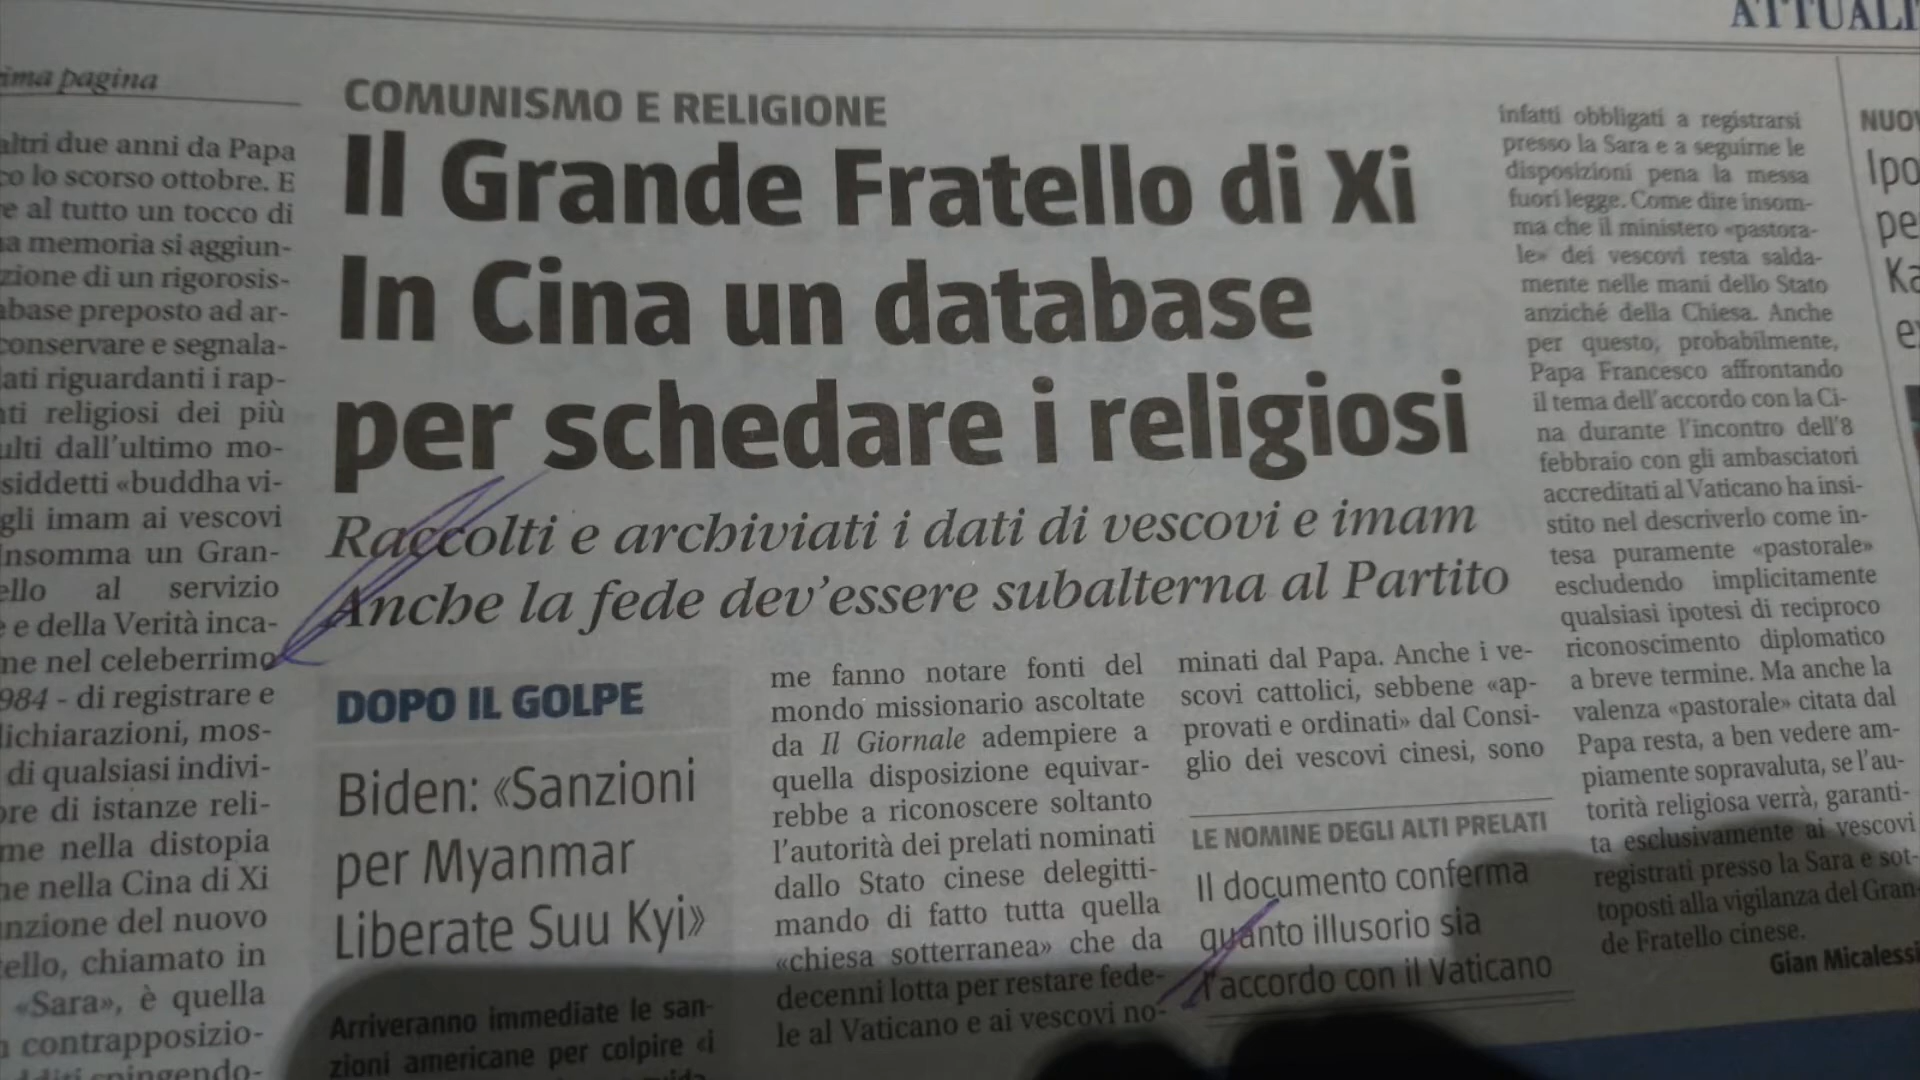 ATTUALI
ima pagina
altri due anni da Papa
co lo scorso ottobre. E
e al tutto un tocco di
na memoria si aggiun-
zione di un rigorosis-
abase preposto ad ar-
conservare e segnala-
ati riguardanti i rap-
ti religiosi dei più
ulti dall'ultimo mo-
siddetti «buddha vi-
gli imam ai vescovi
Insomma un Gran-
ello al servizio
e e della Verità inca-
ne nel celeberrimo
984 - di registrare e
dichiarazioni, mos-
di qualsiasi indivi-
ore di istanze reli-
me nella distopia
ne nella Cina di Xi
nzione del nuovo
ello, chiamato in
«Sara», è quella
contrapposizio-
spingendo-
COMUNISMO E RELIGIONE
Il Grande Fratello di Xi
In Cina un database
per schedare i religiosi
Raccolti e archiviati i dati di vescovi e imam
Anche la fede dev'essere subalterna al Partito
DOPO IL GOLPE
Biden: «Sanzioni
per Myanmar
Liberate Suu Kyi»
Arriveranno immediate le san-
zioni americane per colpire «i
me fanno notare fonti del
mondo missionario ascoltate
da Il Giornale adempiere a
quella disposizione equivar-
rebbe a riconoscere soltanto
l'autorità dei prelati nominati
dallo Stato cinese delegitti-
mando di fatto tutta quella
«chiesa sotterranea» che da
decenni lotta per restare fede-
le al Vaticano e ai vescovi no-
minati dal Papa. Anche i ve-
scovi cattolici, sebbene «ap-
provati e ordinati» dal Consi-
glio dei vescovi cinesi, sono
LE NOMINE DEGLI ALTI PRELATI
Il documento conferma
quanto illusorio sia
l'accordo con il Vaticano
infatti obbligati a registrarsi
presso la Sara e a seguirne le
disposizioni pena la messa
fuori legge. Come dire insom-
ma che il ministero «pastora-
le» dei vescovi resta salda-
mente nelle mani dello Stato
anziché della Chiesa. Anche
per questo, probabilmente,
Papa Francesco affrontando
il tema dell'accordo con la Ci-
na durante l'incontro dell'8
febbraio con gli ambasciatori
accreditati al Vaticano ha insi-
stito nel descriverlo come in-
tesa puramente «pastorale»
escludendo implicitamente
qualsiasi ipotesi di reciproco
riconoscimento diplomatico
a breve termine. Ma anche la
valenza «pastorale» citata dal
Papa resta, a ben vedere am-
piamente sopravaluta, se l'au-
torità religiosa verrà, garanti-
ta esclusivamente ai vescovi
registrati presso la Sara e sot-
toposti alla vigilanza del Gran-
de Fratello cinese.
Gian Micalessi
NUOV
Ipo
pe
Ka
e